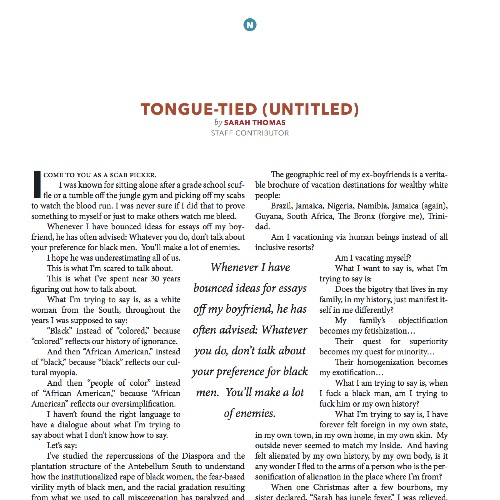 N
TONGUE-TIED (UNTITLED)
by SARAH THOMAS
STAFF CONTRIBUTOR
I COME TO YOU AS A SCAB PICKER.
I was known for sitting alone after a grade school scuf-
fle or a tumble off the jungle gym and picking off my scabs
to watch the blood run. I was never sure if I did that to prove
something to myself or just to make others watch me bleed.
Whenever I have bounced ideas for essays off my boy-
friend, he has often advised: Whatever you do, don't talk about
your preference for black men. You'll make a lot of enemies.
I hope he was underestimating all of us.
This is what I'm scared to talk about.
This is what I've spent near 30 years
figuring out how to talk about.
What I'm trying to say is, as a white
woman from the South, throughout the
years I was supposed to say:
"Black" instead of "colored," because
"colored" reflects our history of ignorance.
And then "African American," instead
of "black," because "black" reflects our cul-
tural myopia.
And then "people of color" instead
of "African American," because "African
American" reflects our oversimplification.
I haven't found the right language to
have a dialogue about what I'm trying to
say about what I don't know how to say.
Let's say:
I've studied the repercussions of the Diaspora and the
plantation structure of the Antebellum South to understand
how the institutionalized rape of black women, the fear-based
virility myth of black men, and the racial gradation resulting
from what we used to call miscegenation has paralyzed and
Whenever I have
bounced ideas for essays
off my boyfriend, he has
often advised: Whatever
you do, don't talk about
your preference for black
men. You'll make a lot
of enemies.
The geographic reel of my ex-boyfriends is a verita-
ble brochure of vacation destinations for wealthy white
people:
Brazil, Jamaica, Nigeria, Namibia, Jamaica (again),
Guyana, South Africa, The Bronx (forgive me), Trini-
dad.
Am I vacationing via human beings instead of all
inclusive resorts?
Am I vacating myself?
What I want to say is, what I'm
trying to say is:
Does the bigotry that lives in my
family, in my history, just manifest it-
self in me differently?
My family's objectification
becomes my fetishization…
Their quest for superiority
becomes my quest for minority…
Their homogenization becomes
my exotification…
What I am trying to say is, when
I fuck a black man, am I trying to
fuck him or my own history?
What I'm trying to say is, I have
forever felt foreign in my own state,
in my own town, in my own home, in my own skin. My
outside never seemed to match my inside. And having
felt alienated by my own history, by my own body, is it
any wonder I fled to the arms of a person who is the per-
sonification of alienation in the place where I'm from?
When one Christmas after a few bourbons, my
sister declared, "Sarah has jungle fever," I was relieved.